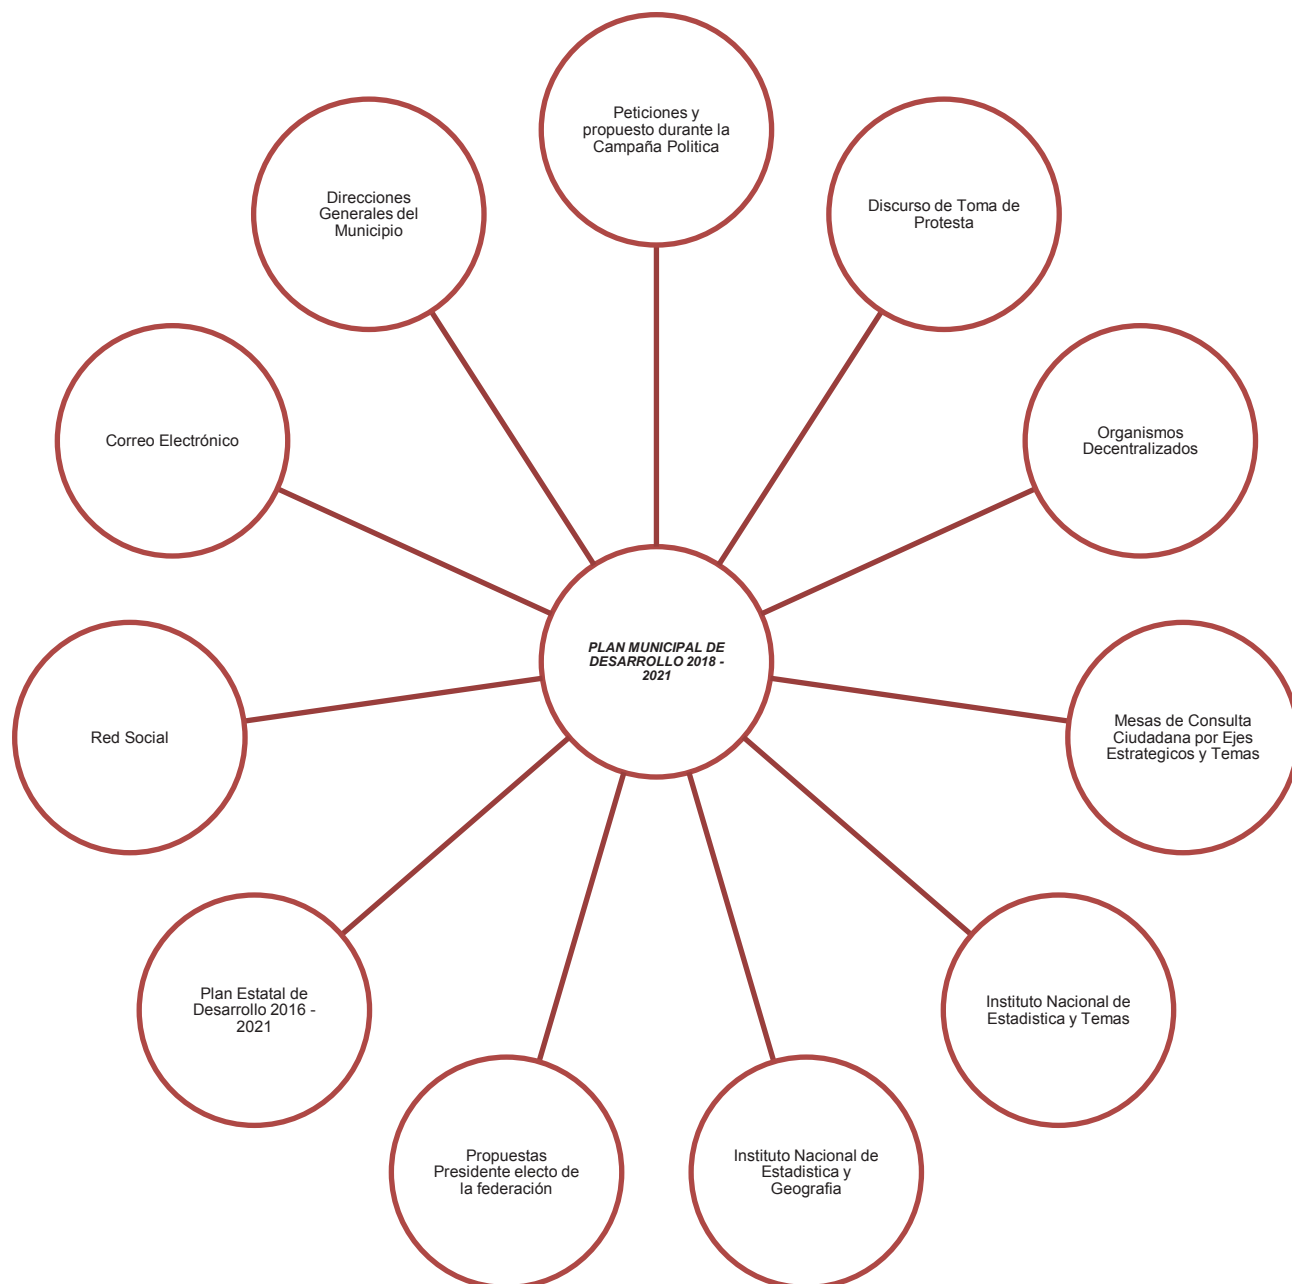 Peticiones y
propuesto durante la
Campaña Politica
Discurso de Toma de
Protesta
Organismos
Decentralizados
Mesas de Consulta
Ciudadana por Ejes
Estrategicos y Temas
Instituto Nacional de
Estadistica y Temas
Instituto Nacional de
Estadistica y
Geografia
Propuestas
Presidente electo de
la federación
Plan Estatal de
Desarrollo 2016 -
2021
Red Social
Correo Electrónico
Direcciones
Generales del
Municipio
PLAN MUNICIPAL DE
DESARROLLO 2018 -
2021